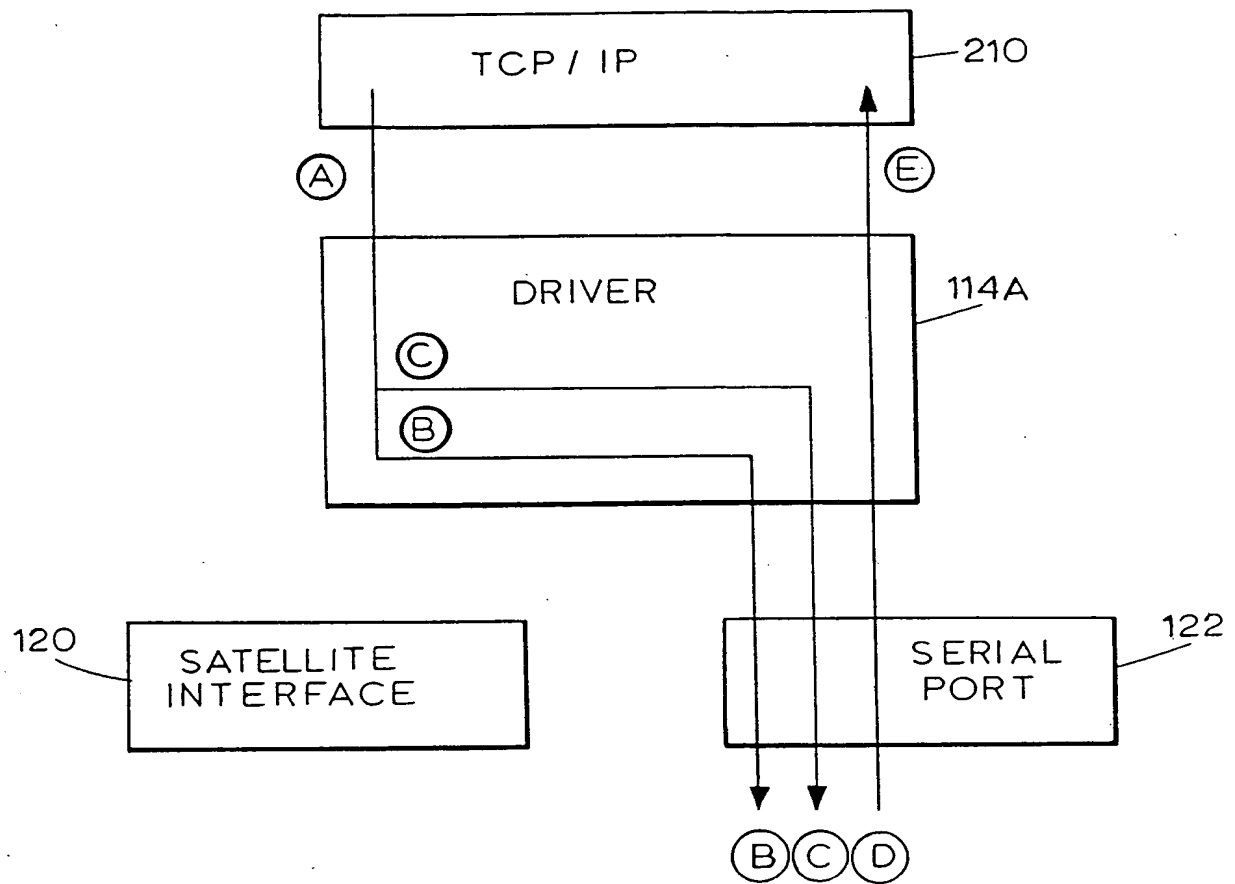 TCP / IP
210
A
E
DRIVER
114A
C
B
120
SATELLITE
INTERFACE
SERIAL
PORT
122
B C D